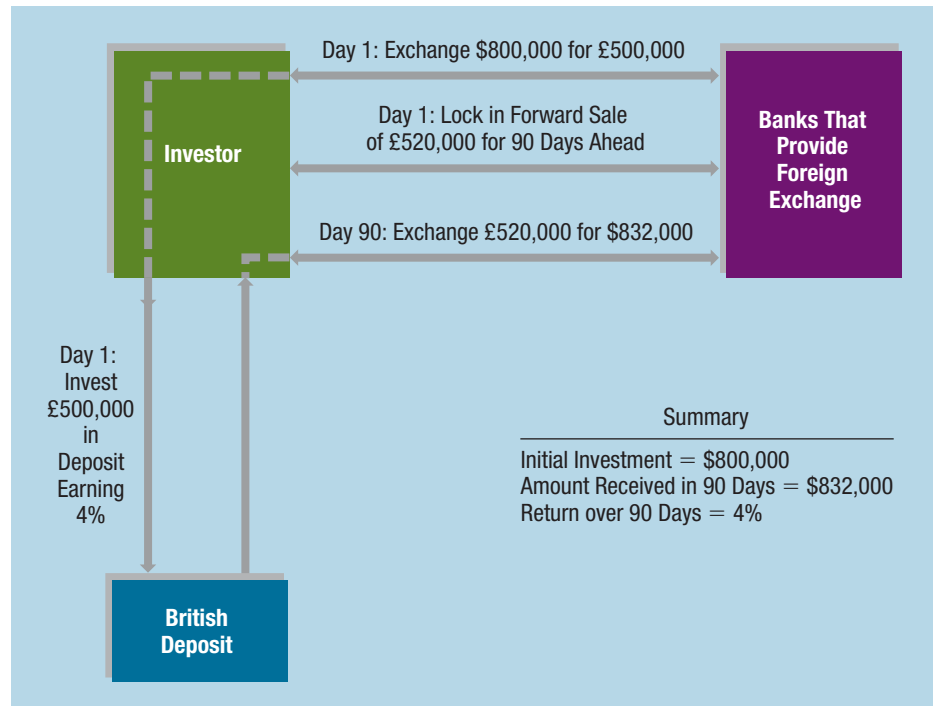 Day 1: Exchange $800,000 for £500,000
Day 1: Lock in Forward Sale
of £520,000 for 90 Days Ahead
Investor
Banks That
Provide
Foreign
Exchange
Day 90: Exchange £520,000 for $832,000
Day 1:
Invest
£500,000
in
Deposit
Earning
4%
Summary
Initial Investment = $800,000
Amount Received in 90 Days = $832,000
Return over 90 Days = 4%
British
Deposit